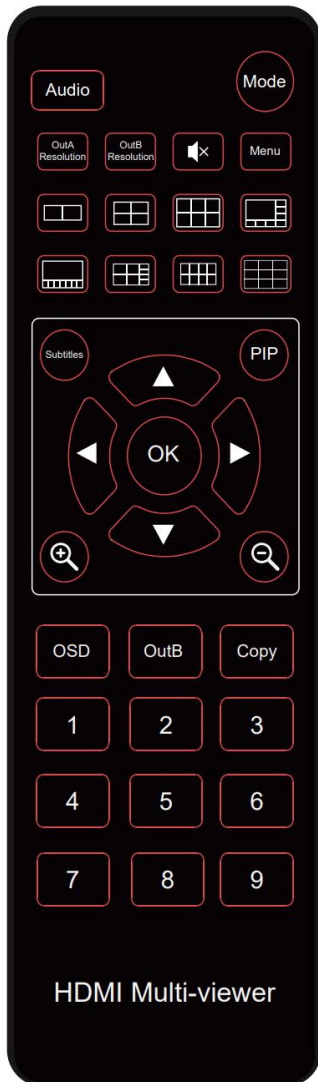 Audio
Mode
OutA
Resolution
OutB
Resolution
Menu
Subtitles
PIP
OK
OSD
OutB
Copy
1
2
3
4
5
6
7
8
9
HDMI Multi-viewer